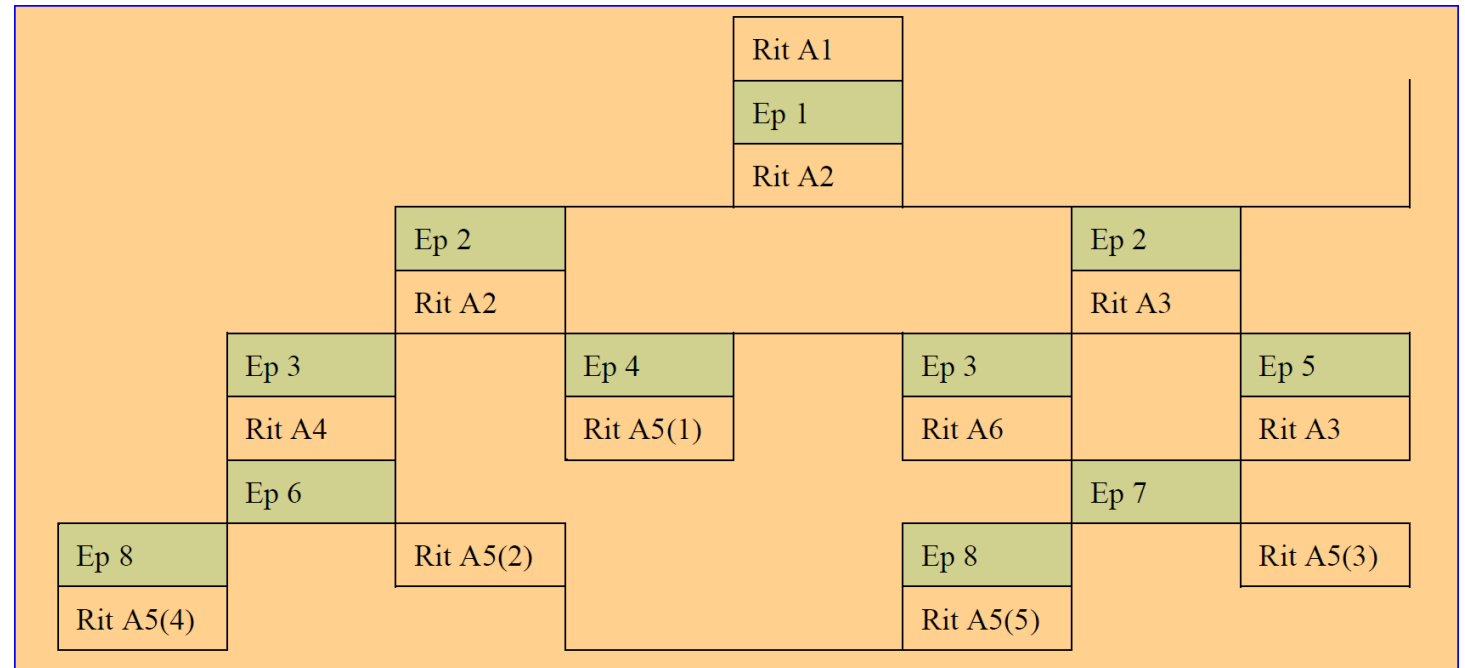 Rit A1
Ep 1
Rit A2
Ep 2 Ep 2
Rit A2 Rit A3
Ep 3 Ep 4 Ep 3 Ep 5
Rit A4 Rit A5(1) Rit A6 Rit A3
Ep 6 Ep 7
Ep 8 Rit A5(2) Ep 8 Rit A5(3)
Rit A5(4) Rit A5(5)